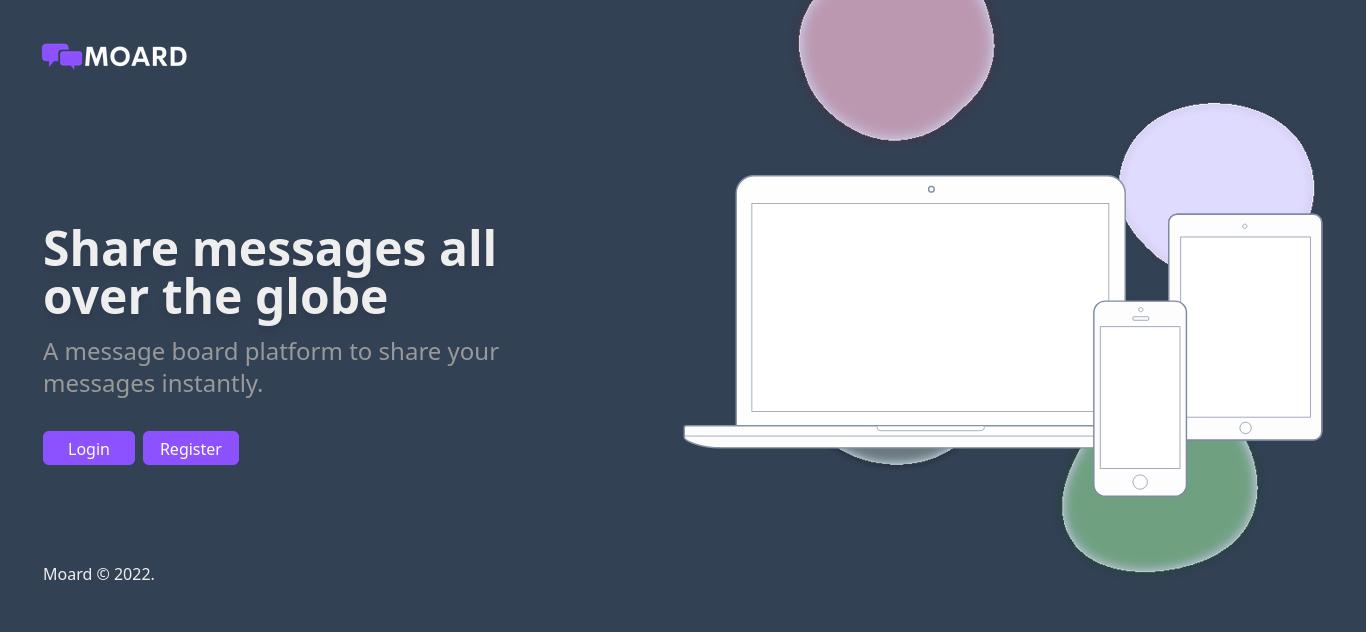 MOARD
Share messages all
over the globe
A message board platform to share your
messages instantly.
Login
Register
Moard © 2022.